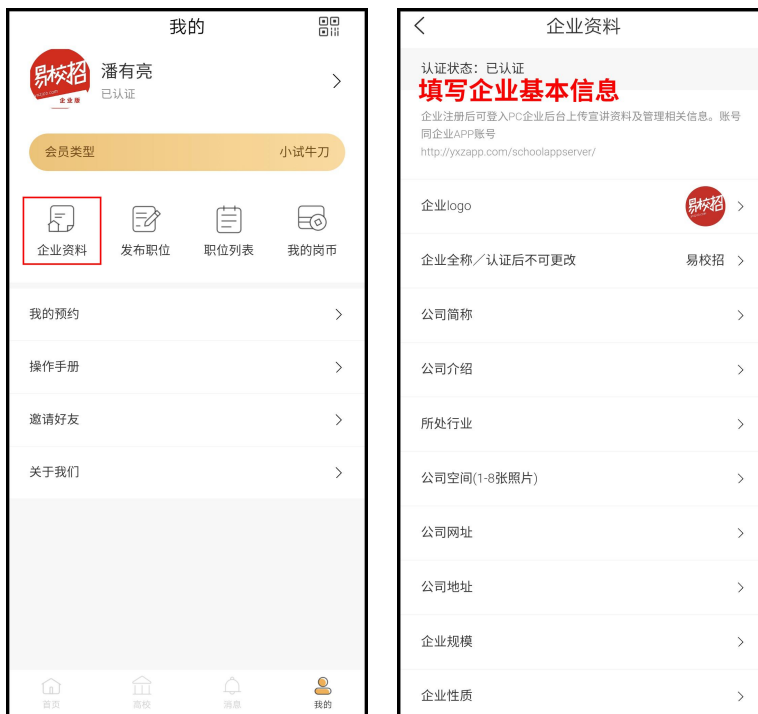 我的
易校招
企业版
潘有亮
已认证
会员类型
小试牛刀
企业资料
发布职位
职位列表
我的岗币
我的预约
操作手册
邀请好友
关于我们
首页
高校
消息
我的
企业资料
认证状态：已认证
填写企业基本信息
企业注册后可登入PC企业后台上传宣讲资料及管理相关信息。账号
同企业APP账号
http://yxzapp.com/schoolappserver/
企业logo
易校招
企业全称／认证后不可更改
易校招
公司简称
公司介绍
所处行业
公司空间(1-8张照片)
公司网址
公司地址
企业规模
企业性质